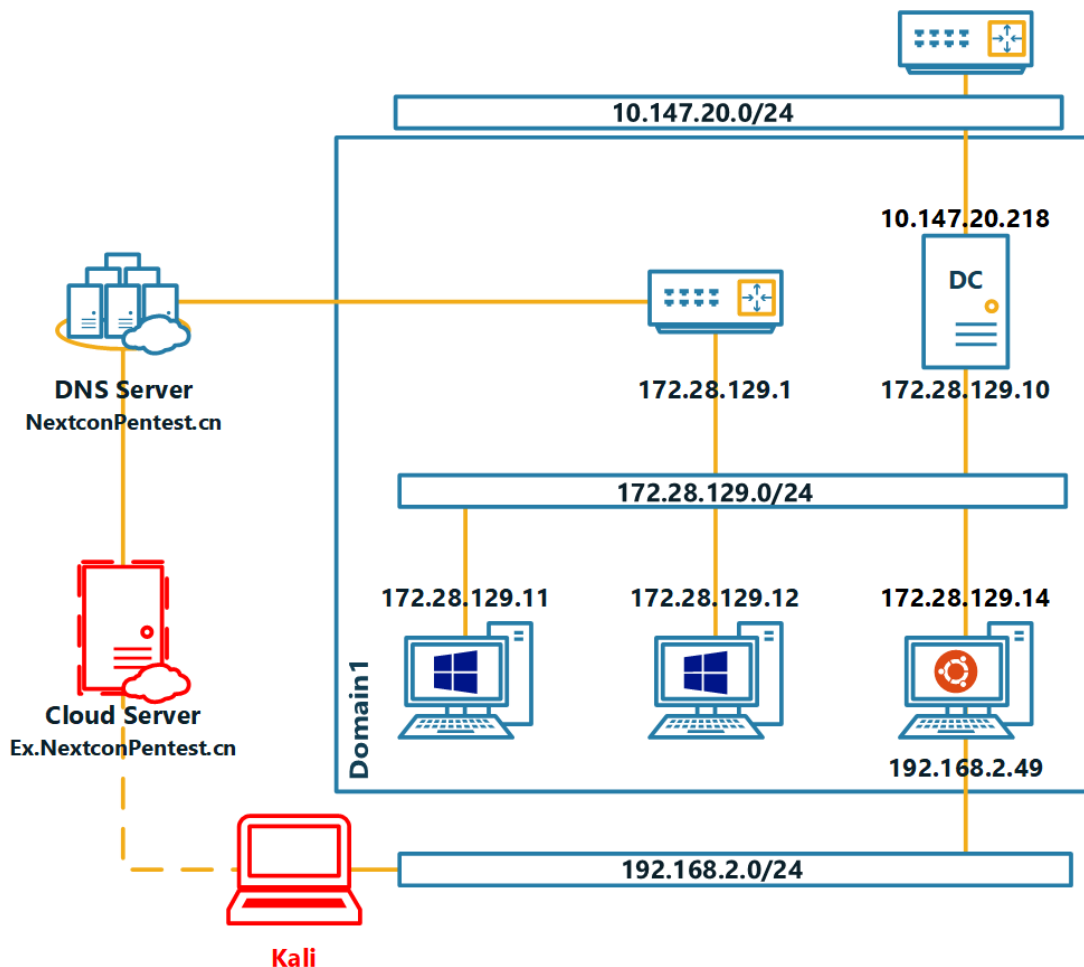 10.147.20.0/24
10.147.20.218
DC
DNS Server
NextconPentest.cn
172.28.129.1
172.28.129.10
172.28.129.0/24
172.28.129.11
172.28.129.12
172.28.129.14
Cloud Server
Ex.NextconPentest.cn
Domain1
192.168.2.49
192.168.2.0/24
Kali